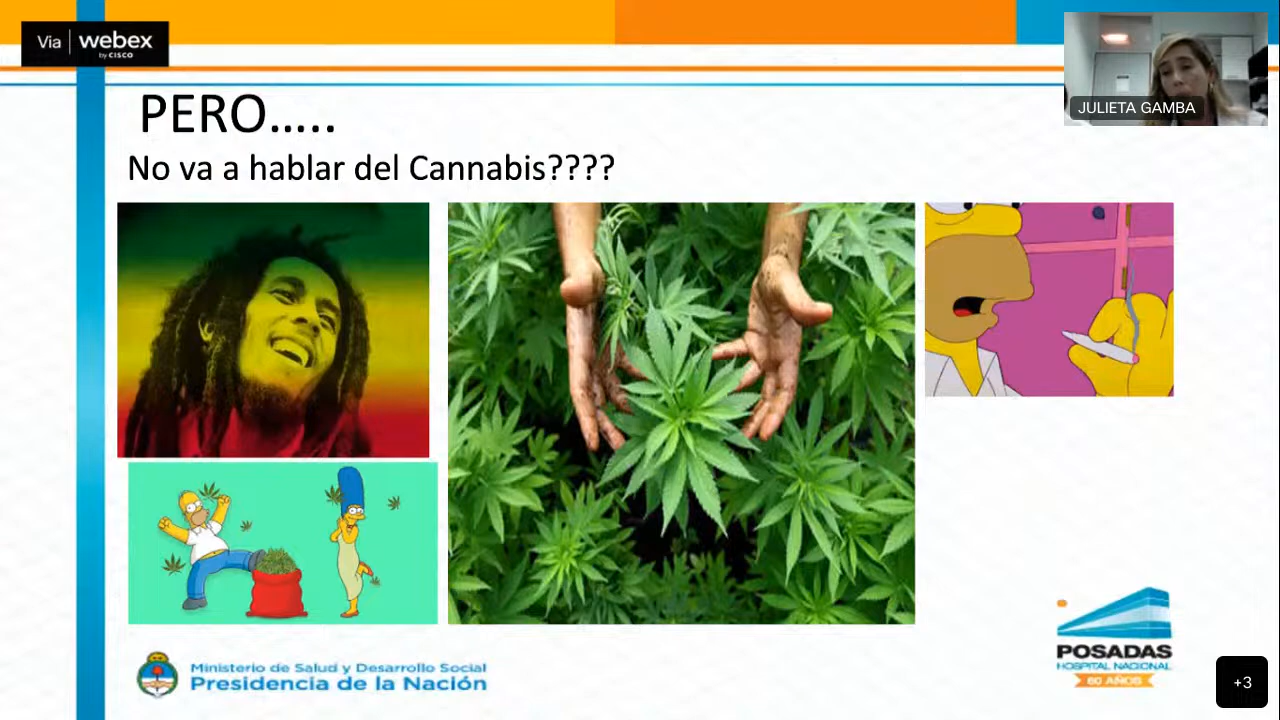 Via webex
by CISCO
JULIETA GAMBA
PERO.....
No va a hablar del Cannabis????
Ministerio de Salud y Desarrollo Social
Presidencia de la Nación
POSADAS
HOSPITAL NACIONAL
60 AÑOS
+3